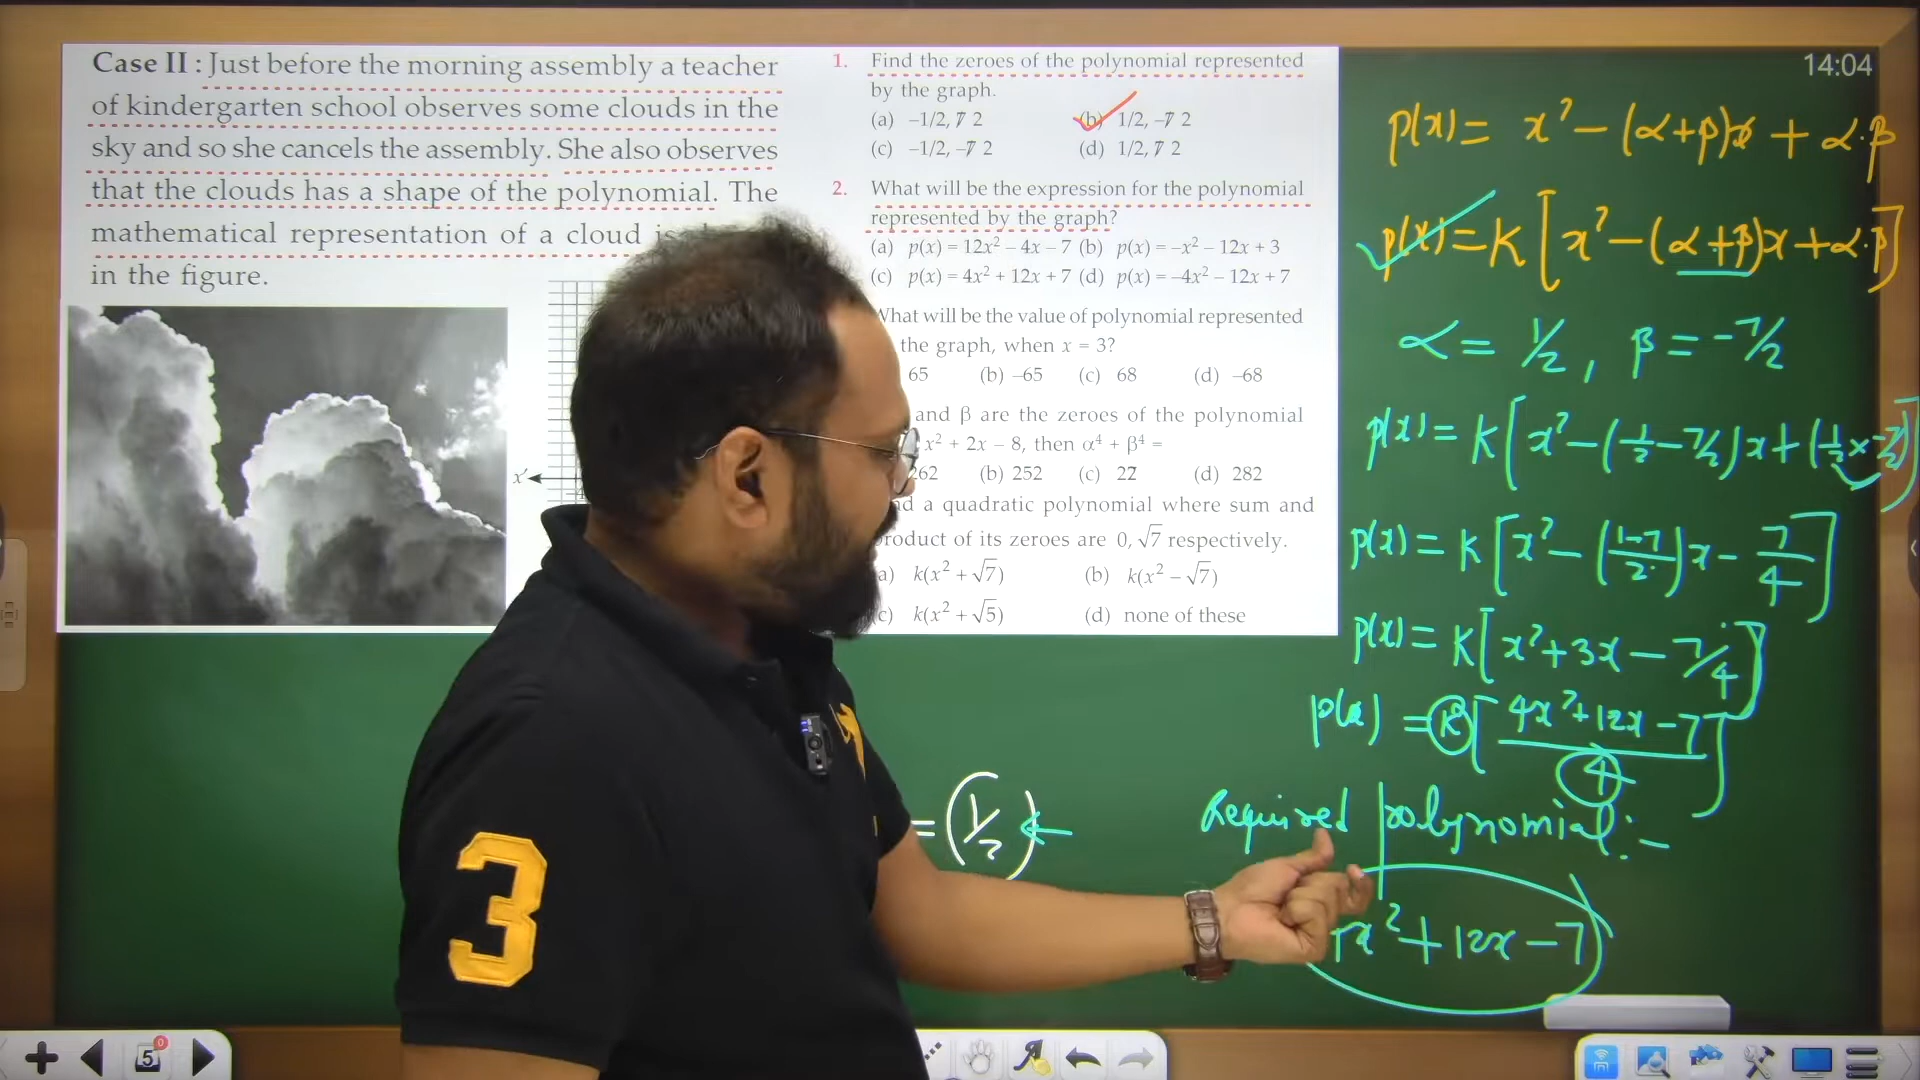 14:04
Case II : Just before the morning assembly a teacher
of kindergarten school observes some clouds in the
sky and so she cancels the assembly. She also observes
that the clouds has a shape of the polynomial. The
mathematical representation of a cloud is
in the figure.
x'
1. Find the zeroes of the polynomial represented
by the graph.
(a) –1/2, 7 2 (b) 1/2, –7 2
(c) –1/2, –7 2 (d) 1/2, 7 2
2. What will be the expression for the polynomial
represented by the graph?
(a) p(x) = 12x² – 4x – 7 (b) p(x) = –x² – 12x + 3
(c) p(x) = 4x² + 12x + 7 (d) p(x) = –4x² – 12x + 7
What will be the value of polynomial represented
the graph, when x = 3?
65 (b) –65 (c) 68 (d) –68
and β are the zeroes of the polynomial
x² + 2x – 8, then α⁴ + β⁴ =
262 (b) 252 (c) 22 (d) 282
a quadratic polynomial where sum and
product of its zeroes are 0, √7 respectively.
a) k(x² + √7) (b) k(x² – √7)
c) k(x² + √5) (d) none of these
p(x) = x² – (α+β)x + α.β
p(x) = K[x² – (α+β)x + α.β]
α = 1/2, β = -7/2
p(x) = K[x² – (1/2 – 7/2)x + (1/2 × -7/2)]
p(x) = K[x² – (1-7/2)x – 7/4]
p(x) = K[x² + 3x – 7/4]
p(x) = K[4x² + 12x – 7/4]
= (1/2)
Required polynomial:-
x² + 12x – 7
3
5
0